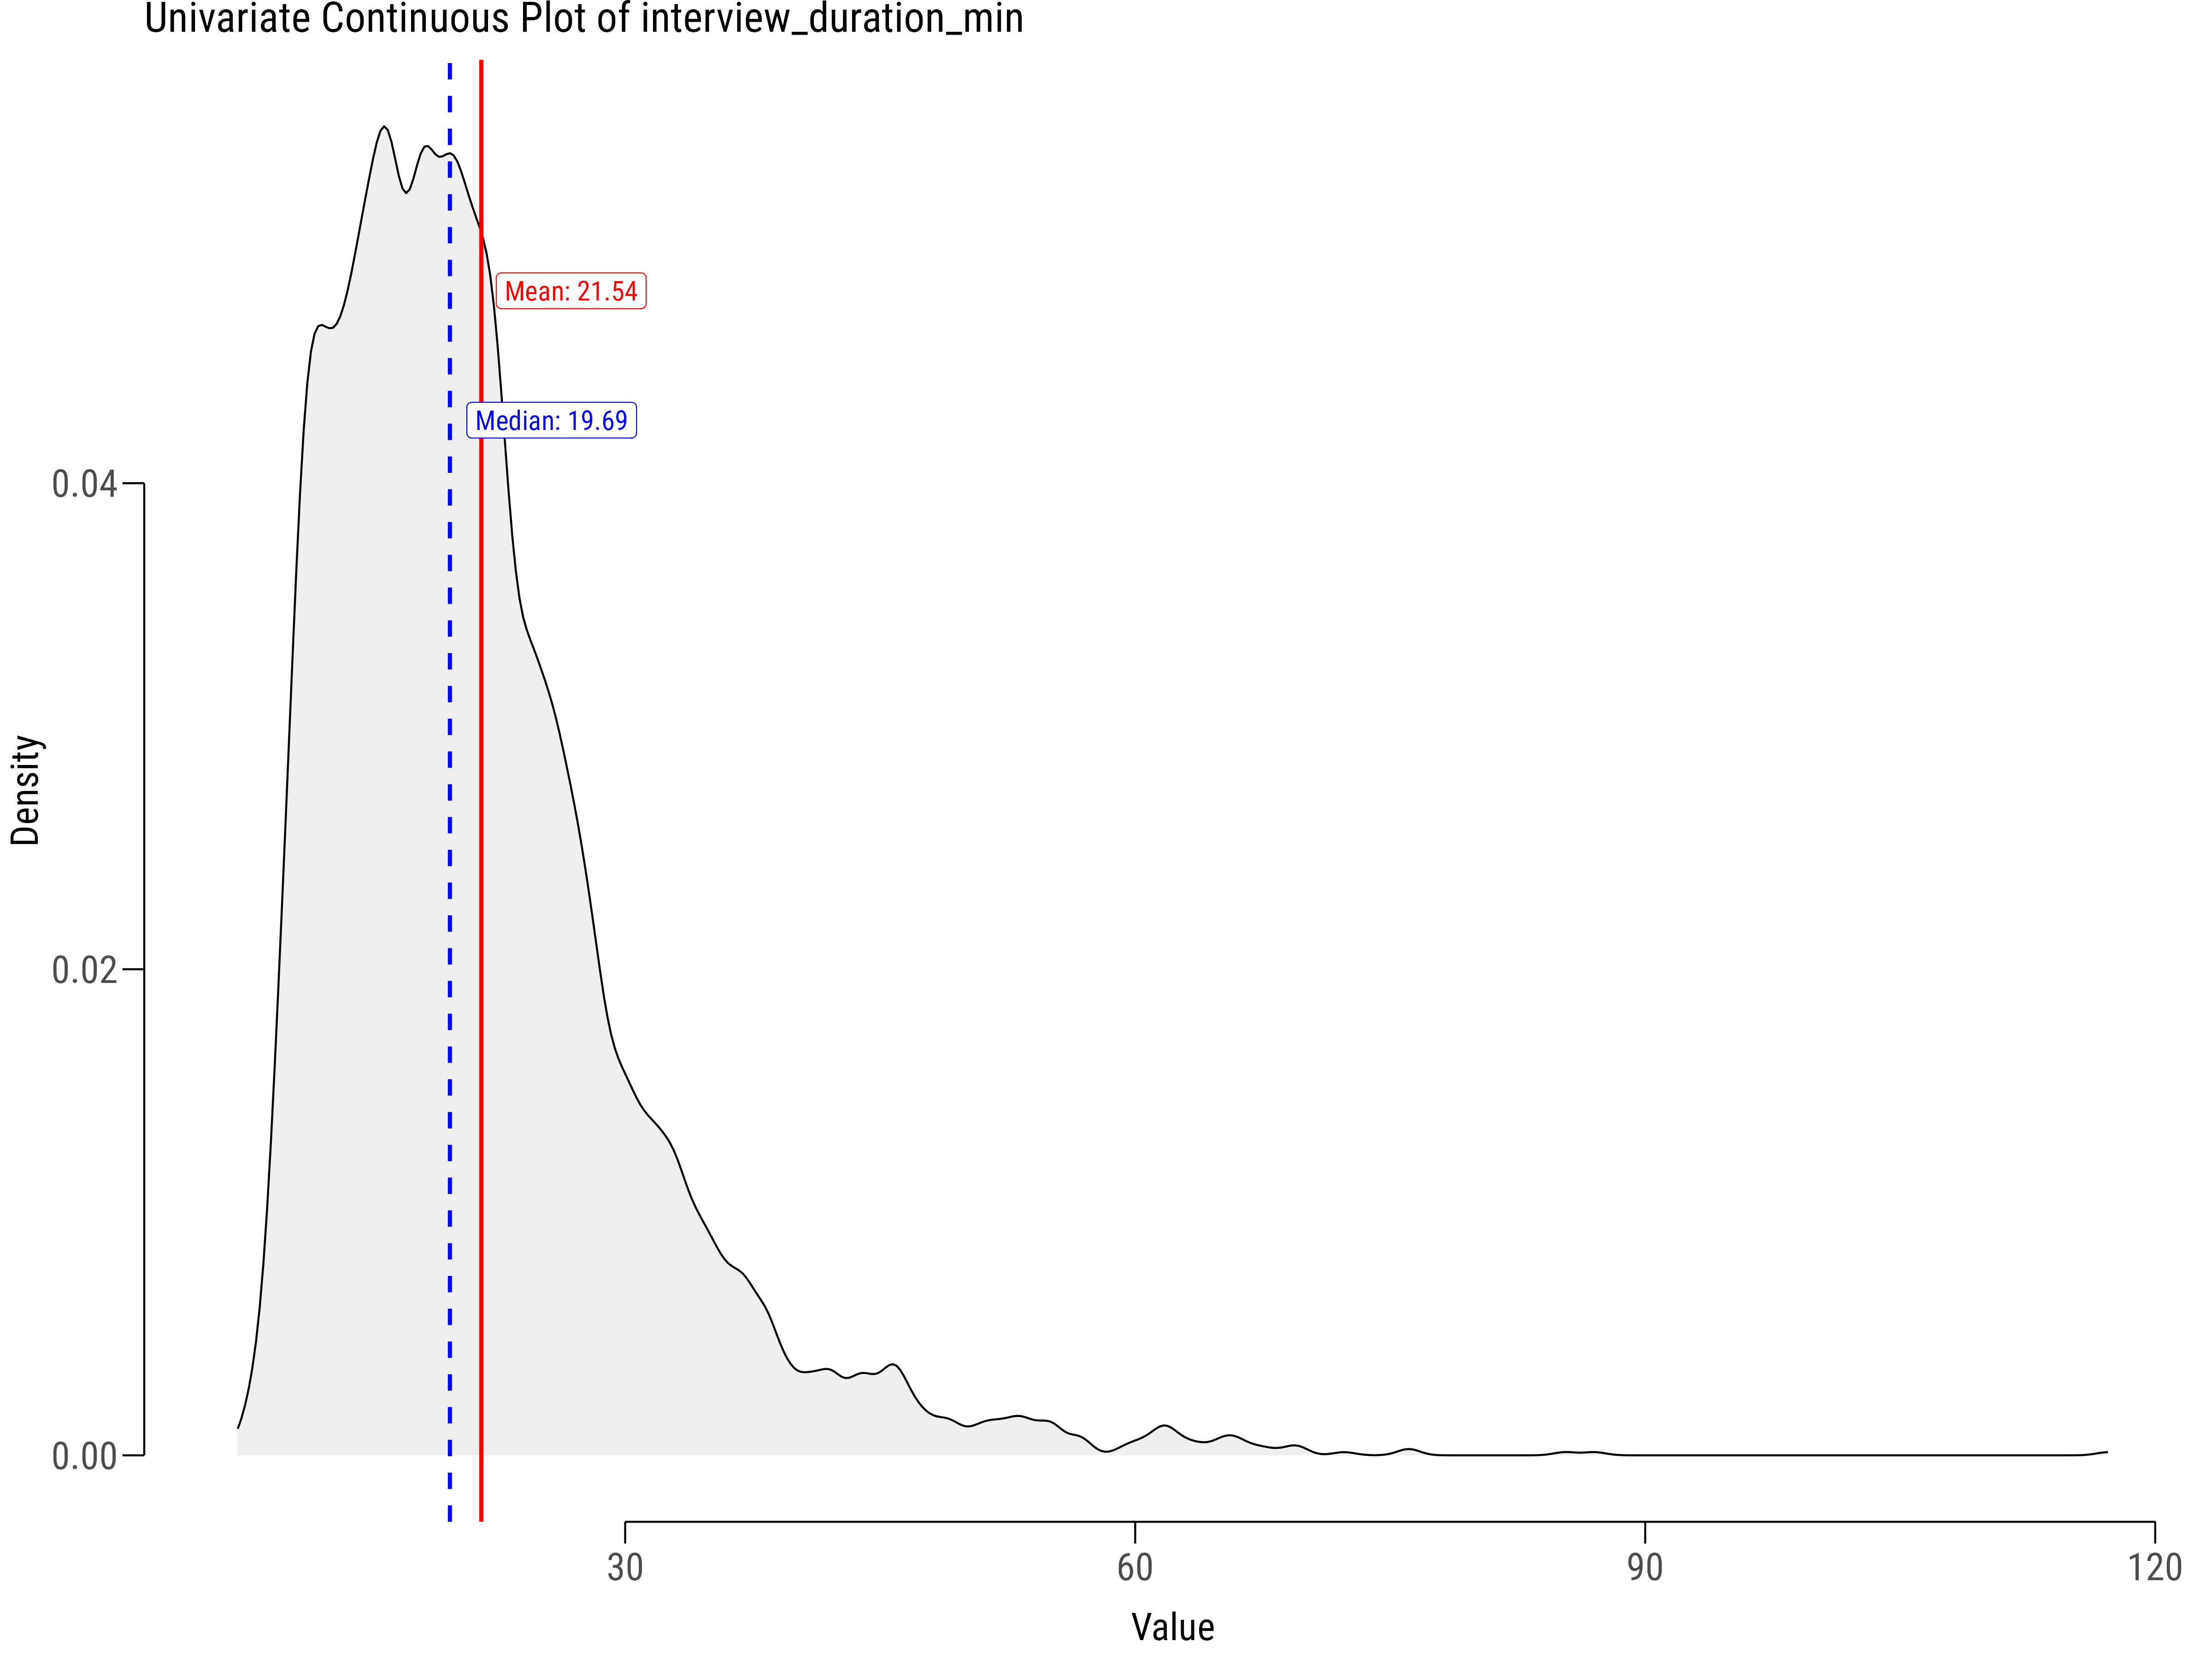 Univariate Continuous Plot of interview_duration_min
Mean: 21.54
Median: 19.69
0.04
0.02
0.00
Density
30
60
90
120
Value